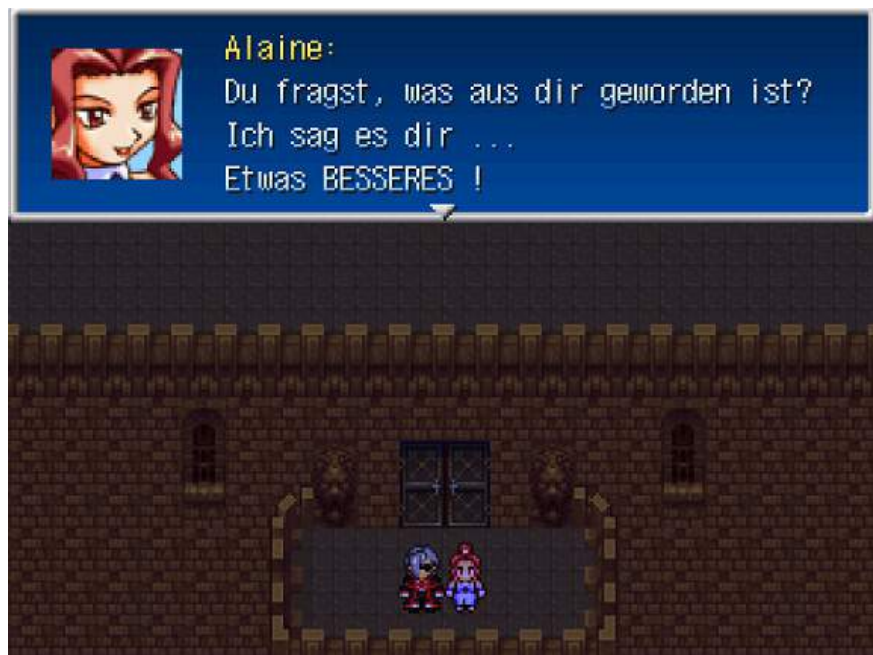 Alaine:
Du fragst, was aus dir geworden ist?
Ich sag es dir ...
Etwas BESSERES !